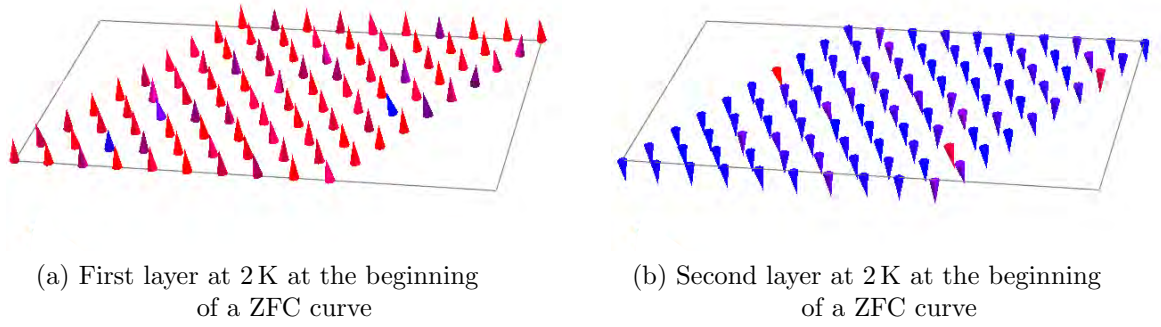 (a) First layer at 2 K at the beginning
of a ZFC curve
(b) Second layer at 2 K at the beginning
of a ZFC curve